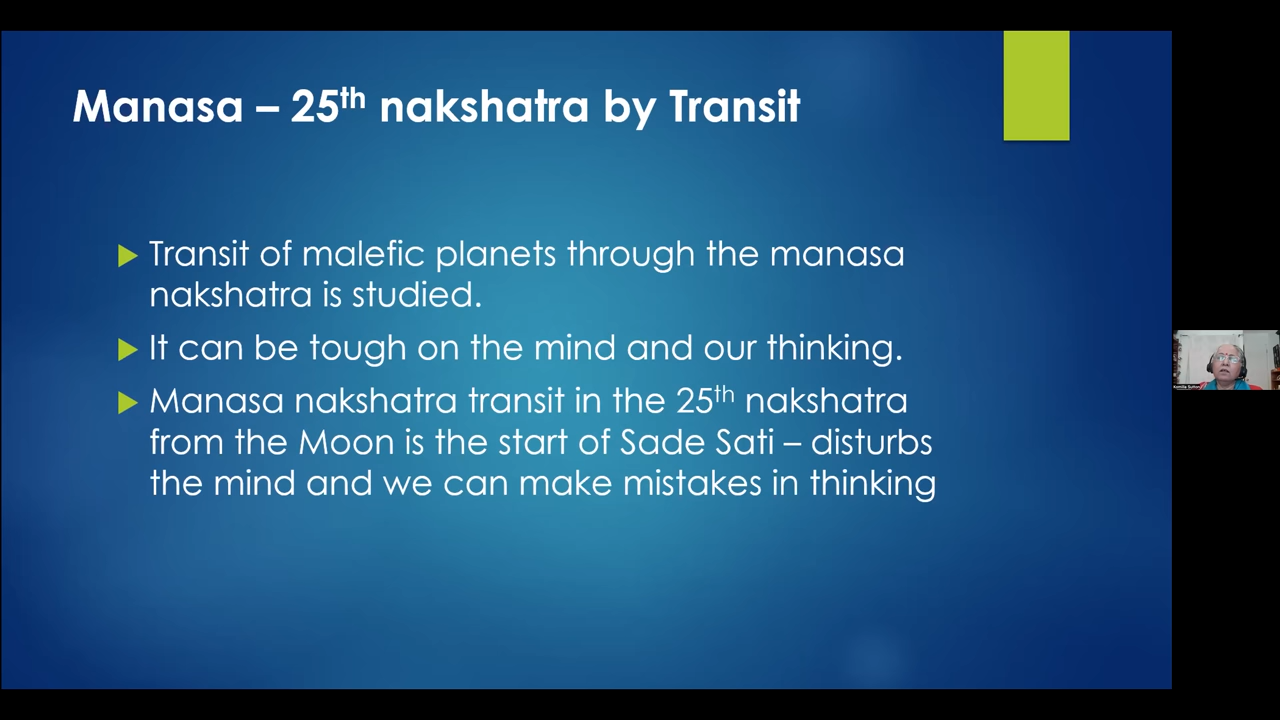 Manasa – 25th nakshatra by Transit
Transit of malefic planets through the manasa
nakshatra is studied.
It can be tough on the mind and our thinking.
Manasa nakshatra transit in the 25th nakshatra
from the Moon is the start of Sade Sati – disturbs
the mind and we can make mistakes in thinking